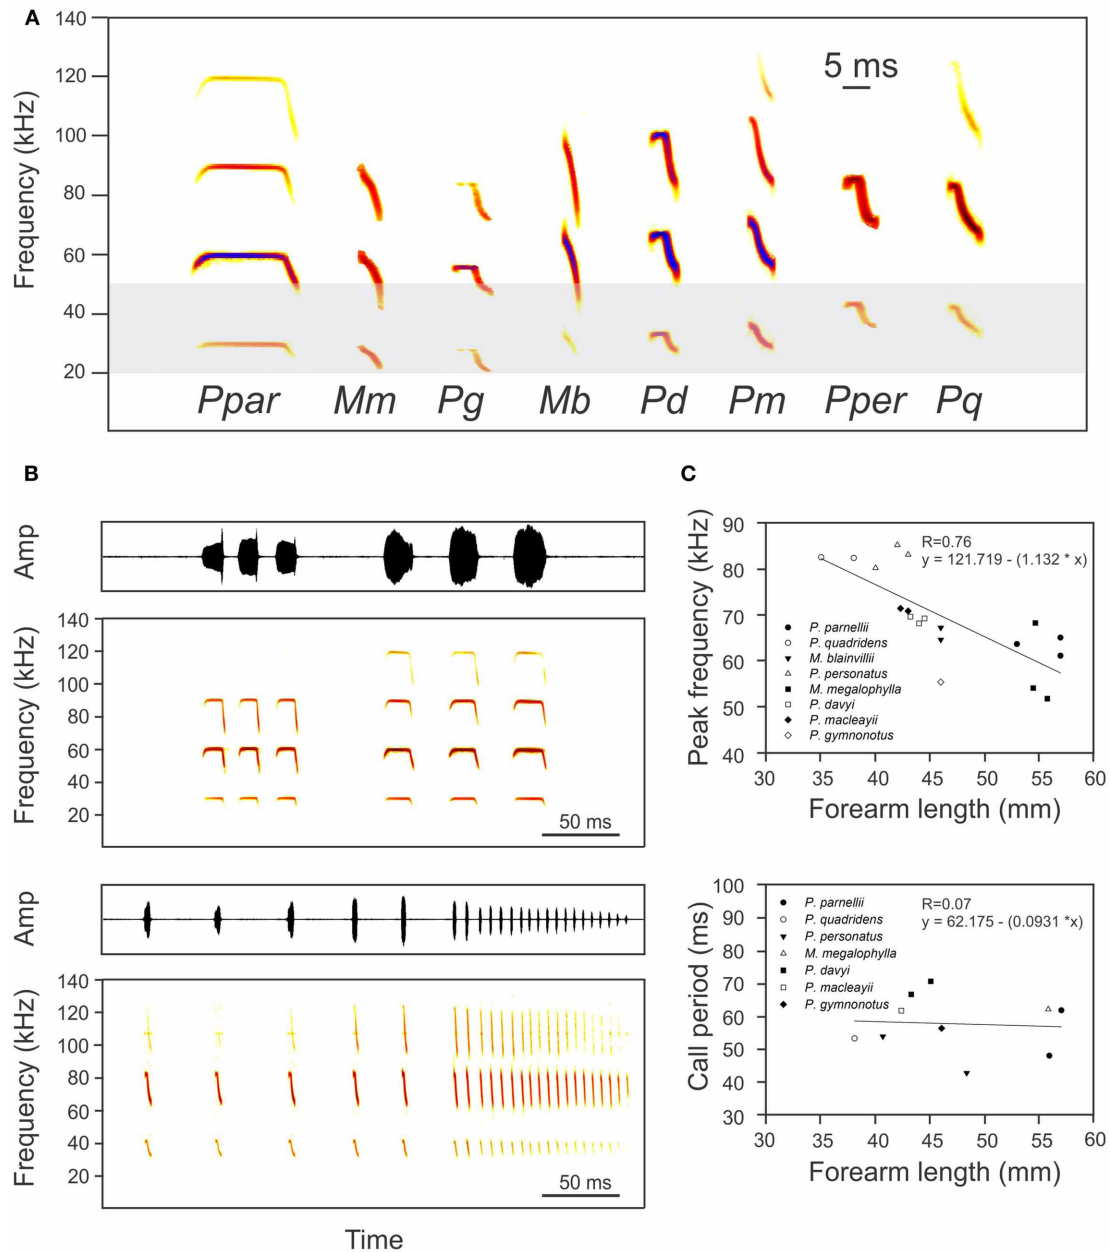 A
140
120
100
80
60
40
20
Frequency (kHz)
5 ms
Ppar Mm Pg Mb Pd Pm Pper Pq
B
Amp
140
120
100
80
60
40
20
Frequency (kHz)
50 ms
Amp
140
120
100
80
60
40
20
Frequency (kHz)
50 ms
Time
C
90
80
70
60
50
40
Peak frequency (kHz)
R=0.76
y = 121.719 - (1.132 * x)
P. parnellii
P. quadridens
M. blainvillii
P. personatus
M. megalophylla
P. davyi
P. macleayii
P. gymnonotus
30 35 40 45 50 55 60
Forearm length (mm)
100
90
80
70
60
50
40
30
Call period (ms)
P. parnellii
P. quadridens
P. personatus
M. megalophylla
P. davyi
P. macleayii
P. gymnonotus
R=0.07
y = 62.175 - (0.0931 *x)
30 35 40 45 50 55 60
Forearm length (mm)